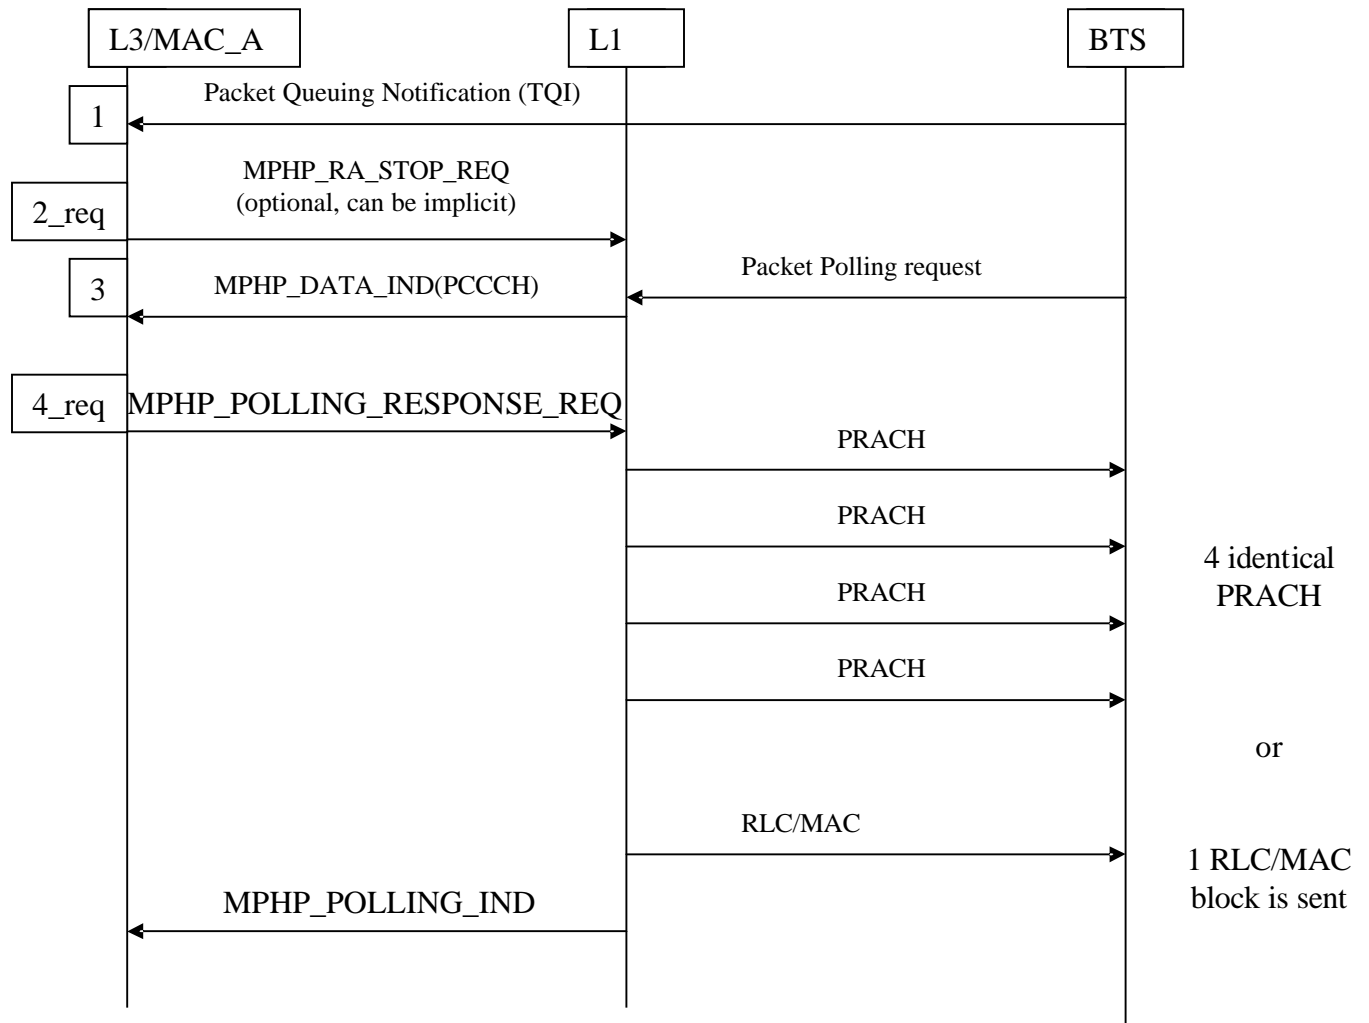 L3/MAC_A
L1
BTS
Packet Queuing Notification (TQI)
1
MPHP_RA_STOP_REQ
(optional, can be implicit)
2_req
Packet Polling request
3
MPHP_DATA_IND(PCCCH)
4_req
MPHP_POLLING_RESPONSE_REQ
PRACH
PRACH
4 identical
PRACH
PRACH
PRACH
or
RLC/MAC
1 RLC/MAC
block is sent
MPHP_POLLING_IND